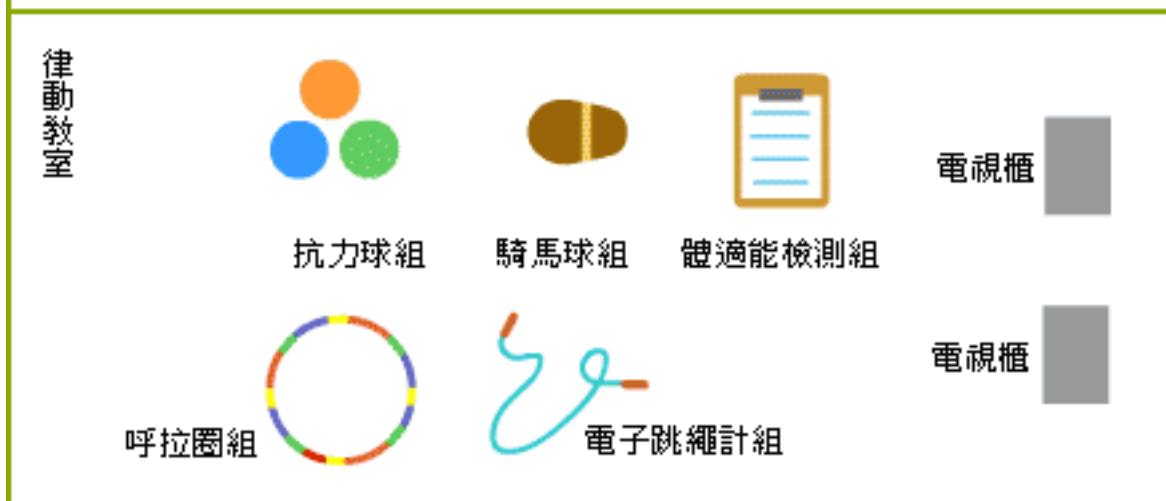 律動教室
抗力球組
騎馬球組
體適能檢測組
電視櫃
電視櫃
呼拉圈組
電子跳繩計組